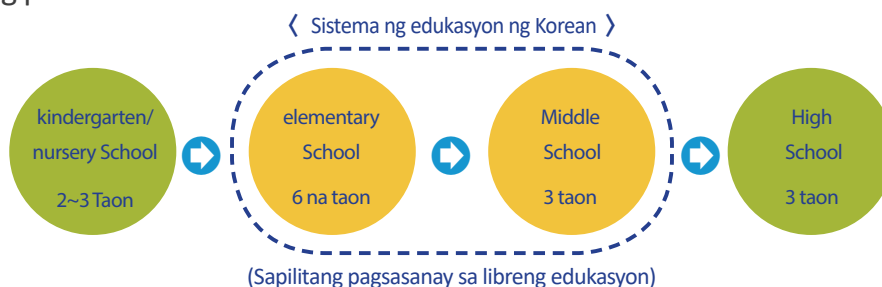 〈 Sistema ng edukasyon ng Korean 〉
kindergarten/
nursery School
2~3 Taon
elementary
School
6 na taon
Middle
School
3 taon
High
School
3 taon
(Sapilitang pagsasanay sa libreng edukasyon)